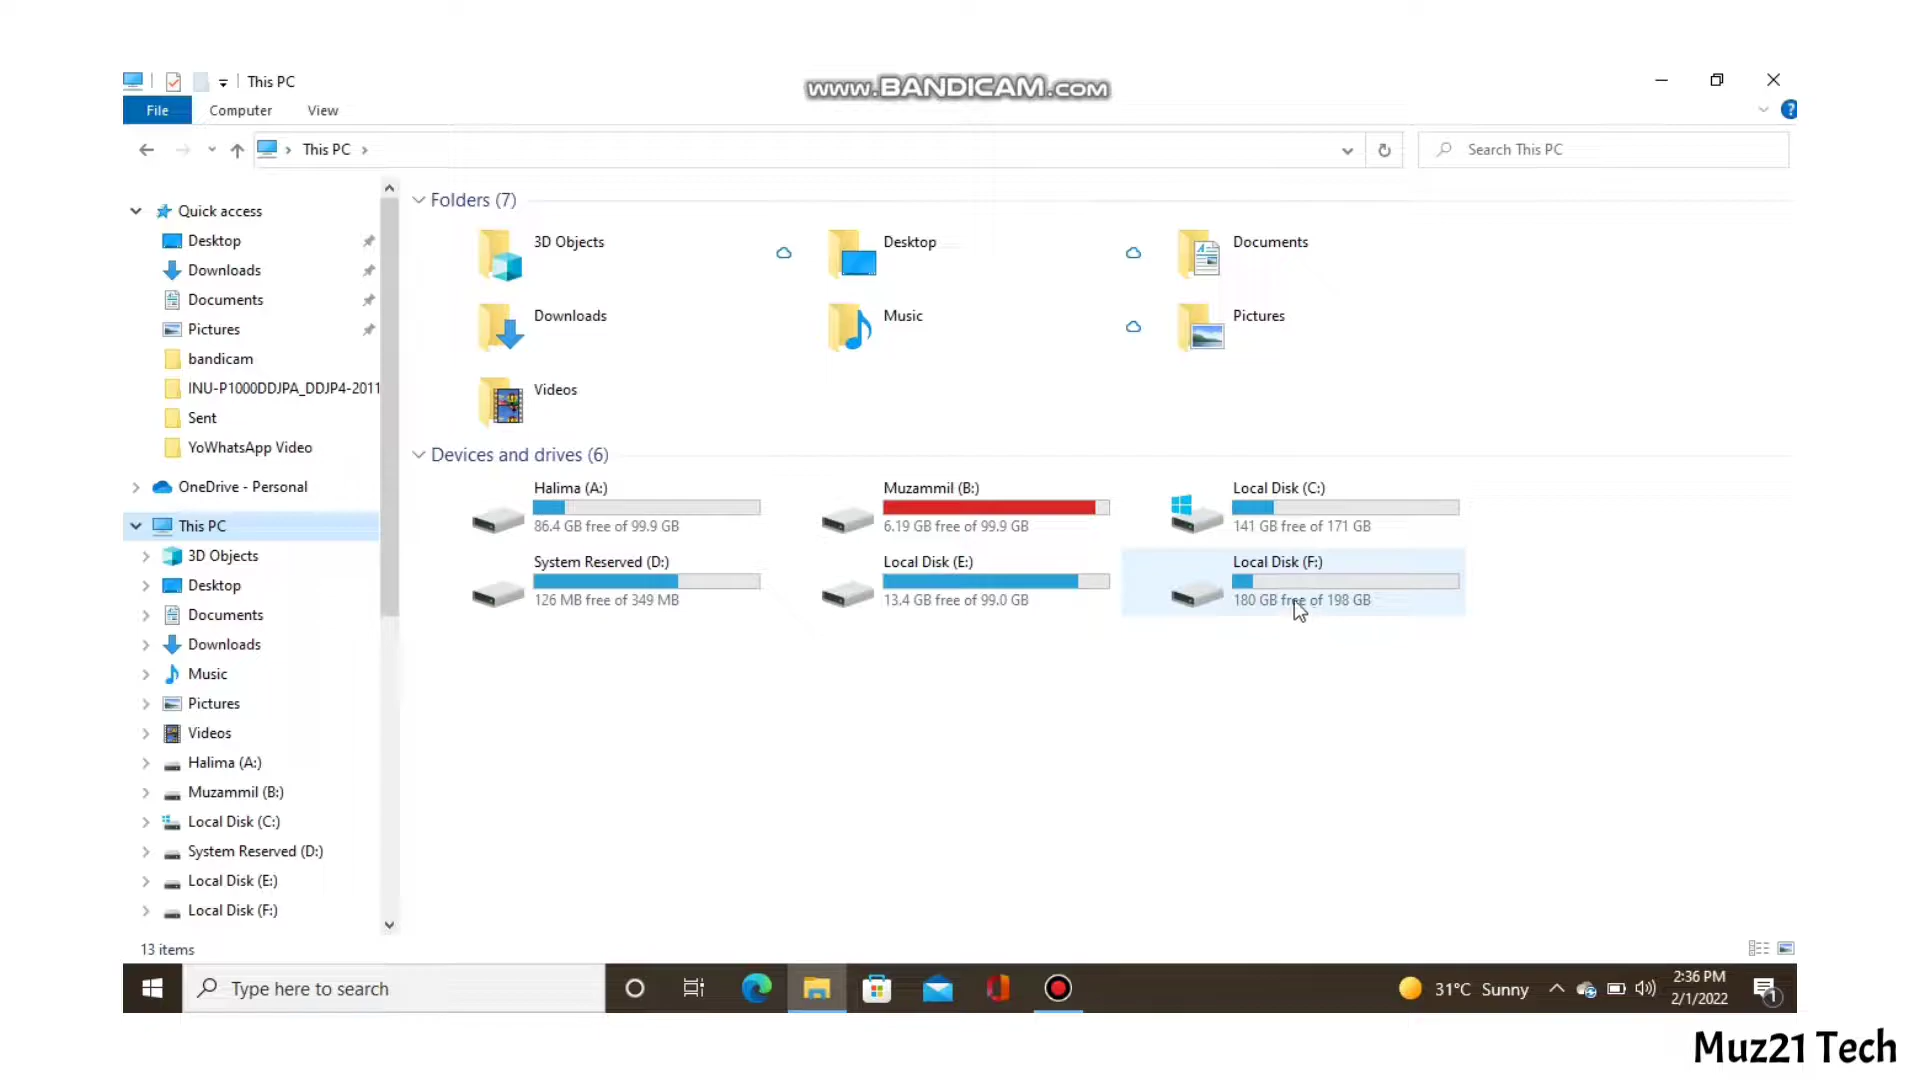 This PC
www.BANDICAM.com
File Computer View
This PC
Search This PC
Quick access
Desktop
Downloads
Documents
Pictures
bandicam
INU-P1000DDJPA_DDJP4-2011
Sent
YoWhatsApp Video
OneDrive - Personal
This PC
3D Objects
Desktop
Documents
Downloads
Music
Pictures
Videos
Halima (A:)
Muzammil (B:)
Local Disk (C:)
System Reserved (D:)
Local Disk (E:)
Local Disk (F:)
Folders (7)
3D Objects
Desktop
Documents
Downloads
Music
Pictures
Videos
Devices and drives (6)
Halima (A:)
86.4 GB free of 99.9 GB
Muzammil (B:)
6.19 GB free of 99.9 GB
Local Disk (C:)
141 GB free of 171 GB
System Reserved (D:)
126 MB free of 349 MB
Local Disk (E:)
13.4 GB free of 99.0 GB
Local Disk (F:)
180 GB free of 198 GB
13 items
Type here to search
31°C Sunny
2:36 PM
2/1/2022
1
Muz21 Tech